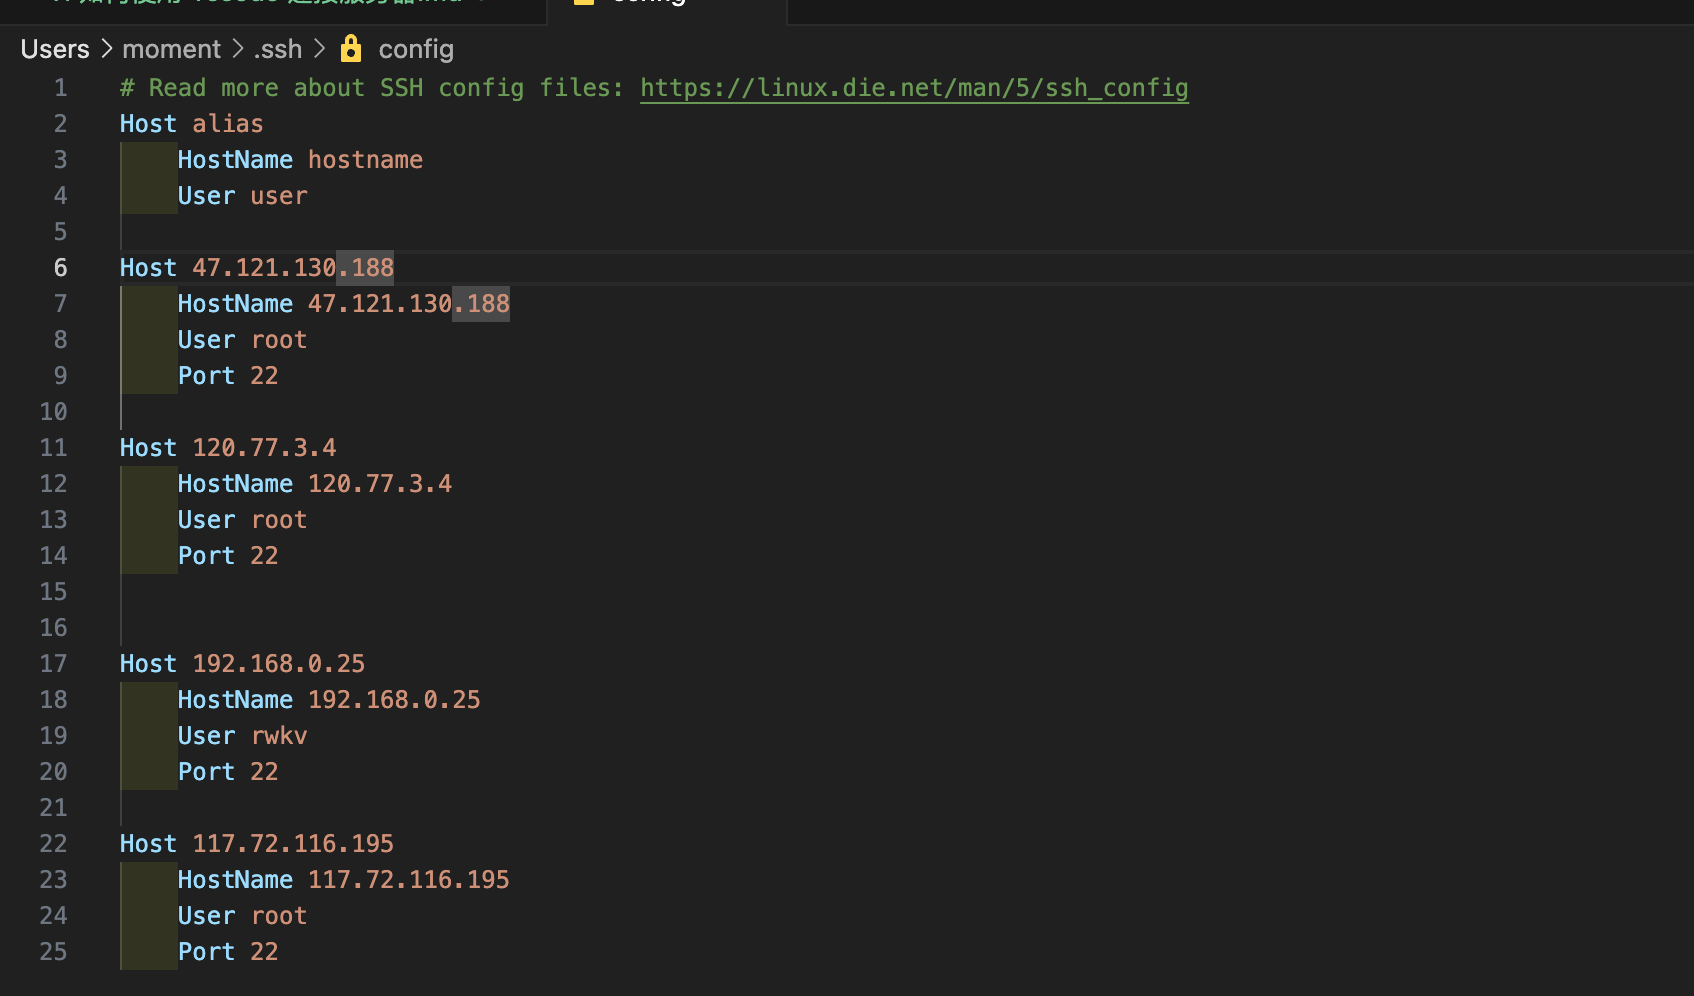 Users > moment > .ssh > config
1 # Read more about SSH config files: https://linux.die.net/man/5/ssh_config
2 Host alias
3 HostName hostname
4 User user
5
6 Host 47.121.130.188
7 HostName 47.121.130.188
8 User root
9 Port 22
10
11 Host 120.77.3.4
12 HostName 120.77.3.4
13 User root
14 Port 22
15
16
17 Host 192.168.0.25
18 HostName 192.168.0.25
19 User rwkv
20 Port 22
21
22 Host 117.72.116.195
23 HostName 117.72.116.195
24 User root
25 Port 22